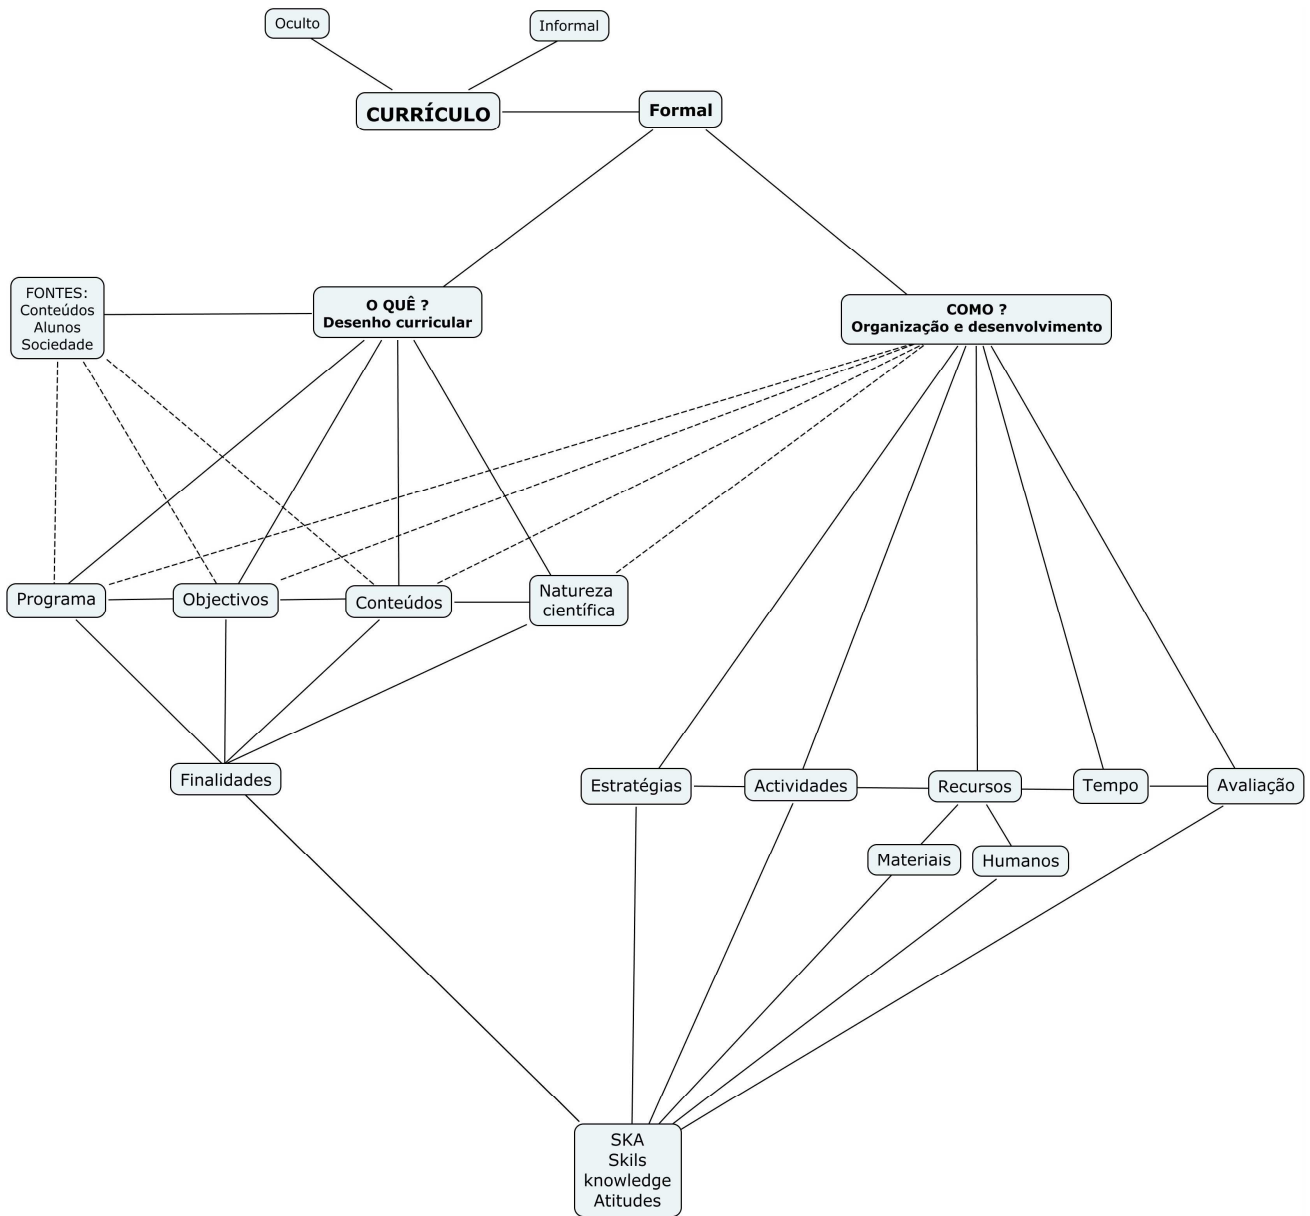 Oculto
Informal
CURRÍCULO
Formal
FONTES:
Conteúdos
Alunos
Sociedade
O QUÊ ?
Desenho curricular
COMO ?
Organização e desenvolvimento
Programa
Objectivos
Conteúdos
Natureza
científica
Finalidades
Estratégias
Actividades
Recursos
Tempo
Avaliação
Materiais
Humanos
SKA
Skils
knowledge
Atitudes